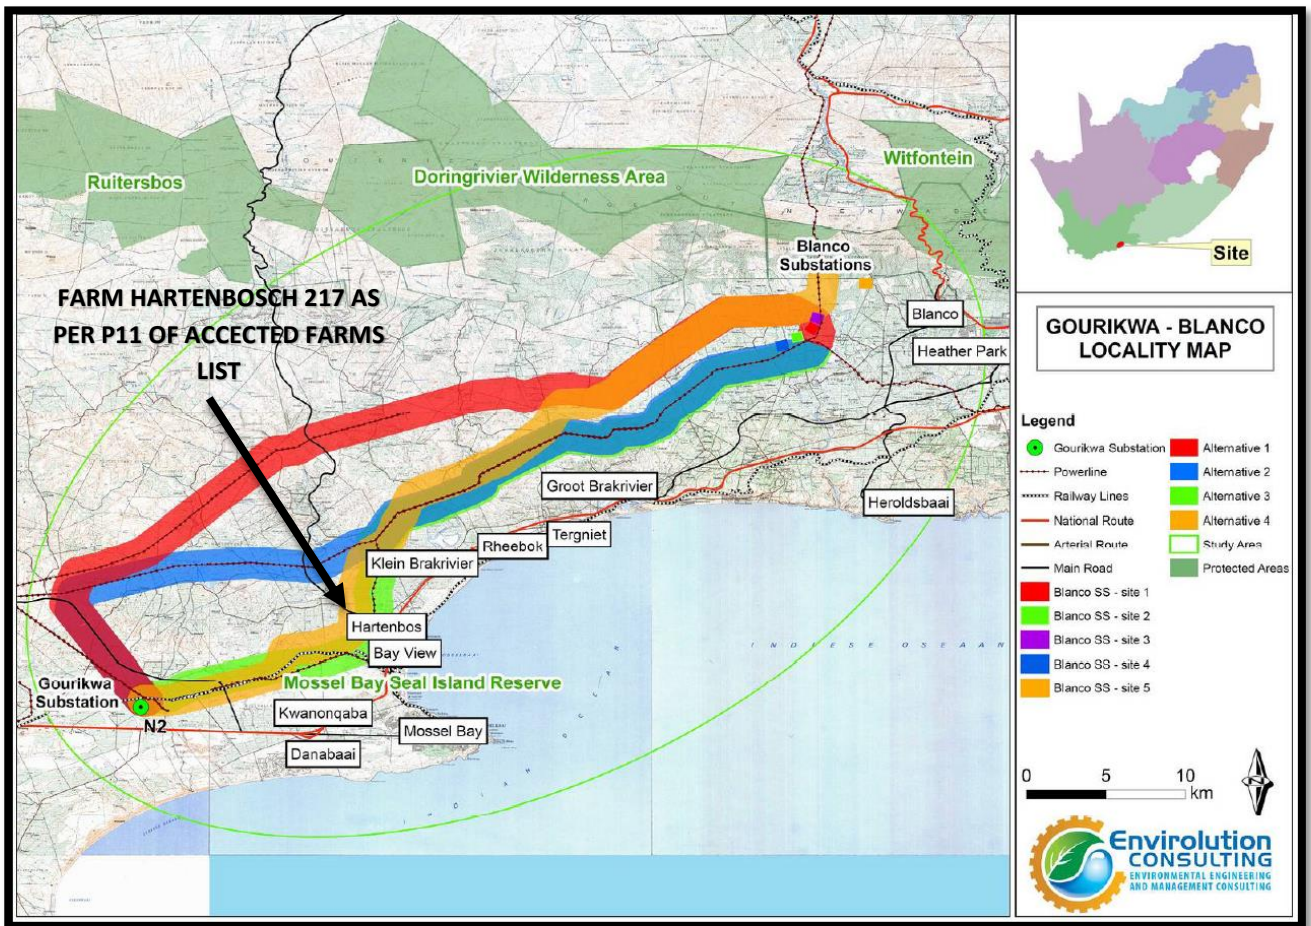 Ruitersbos
Doringrivier Wilderness Area
Witfontein
Blanco
Substations
FARM HARTENBOSCH 217 AS
PER P11 OF ACCECTED FARMS
LIST
Blanco
Heather Park
Groot Brakrivier
Heroldsbaai
Tergniet
Rheebok
Klein Brakrivier
Hartenbos
Bay View
INDIESE OSEAAN
Gourikwa
Substation
Mossel Bay Seal Island Reserve
N2
Kwanonqaba
Mossel Bay
Danabaai
Site
GOURIKWA - BLANCO
LOCALITY MAP
Legend
Gourikwa Substation
Powerline
Railway Lines
National Route
Arterial Route
Main Road
Blanco SS - site 1
Blanco SS - site 2
Blanco SS - site 3
Blanco SS - site 4
Blanco SS - site 5
Alternative 1
Alternative 2
Alternative 3
Alternative 4
Study Area
Protected Areas
0 5 10
km
Envirolution
CONSULTING
ENVIRONMENTAL ENGINEERING
AND MANAGEMENT CONSULTING